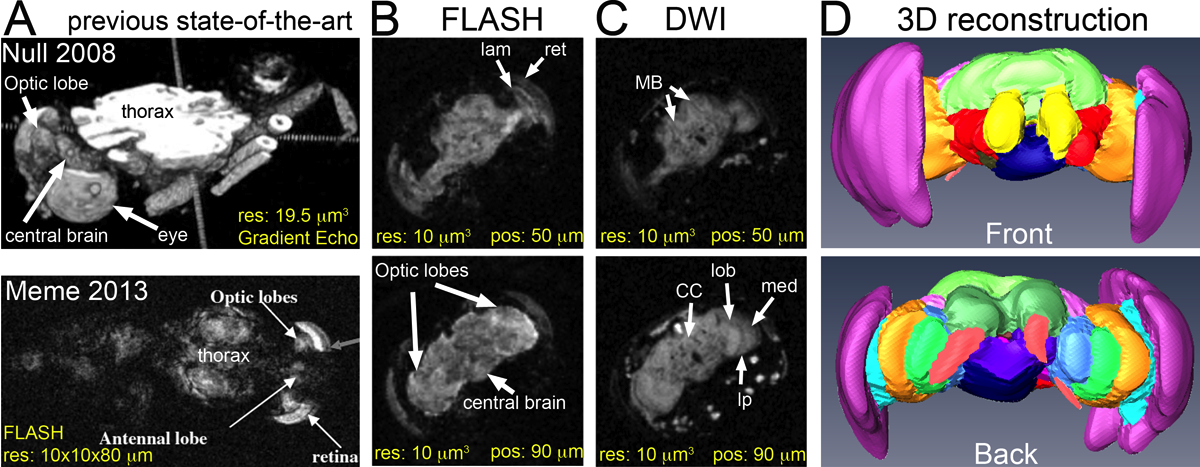 A previous state-of-the-art
Null 2008
Optic lobe
thorax
central brain
eye
res: 19.5 μm³
Gradient Echo
Meme 2013
Optic lobes
thorax
Antennal lobe
retina
FLASH
res: 10x10x80 μm
B FLASH
lam
ret
res: 10 μm³ pos: 50 μm
Optic lobes
central brain
res: 10 μm³ pos: 90 μm
C DWI
MB
res: 10 μm³ pos: 50 μm
lob
CC
med
lp
res: 10 μm³ pos: 90 μm
D 3D reconstruction
Front
Back